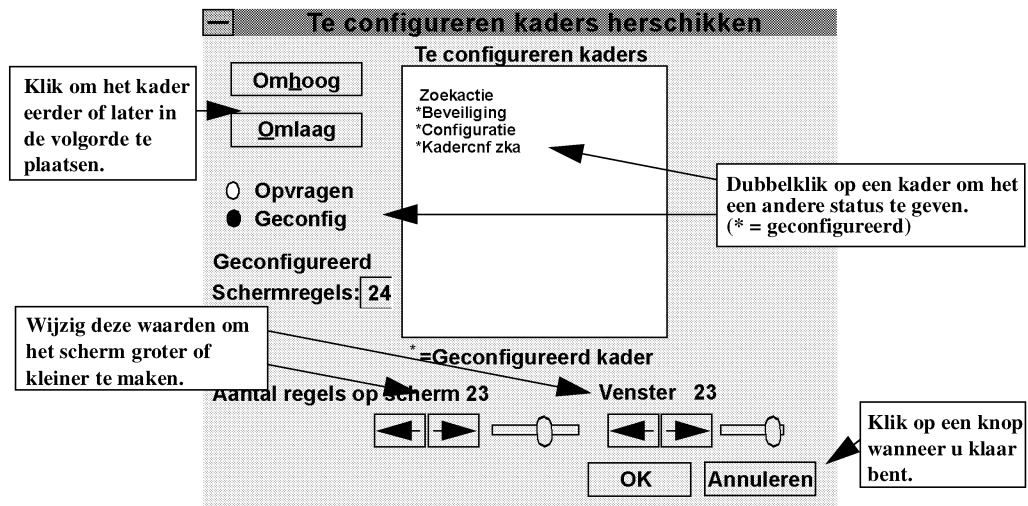 Te configureren kaders herschikken
Te configureren kaders
Klik om het kader
eerder of later in
de volgorde te
plaatsen.
Omhoog
Omlaag
Zoekactie
*Beveiliging
*Configuratie
*Kadercnf zka
Opvragen
Geconfig
Dubbelklik op een kader om het
een andere status te geven.
(* = geconfigureerd)
Geconfigureerd
Schermregels: 24
Wijzig deze waarden om
het scherm groter of
kleiner te maken.
*=Geconfigureerd kader
Aantal regels op scherm 23
Venster 23
Klik op een knop
wanneer u klaar
bent.
OK
Annuleren